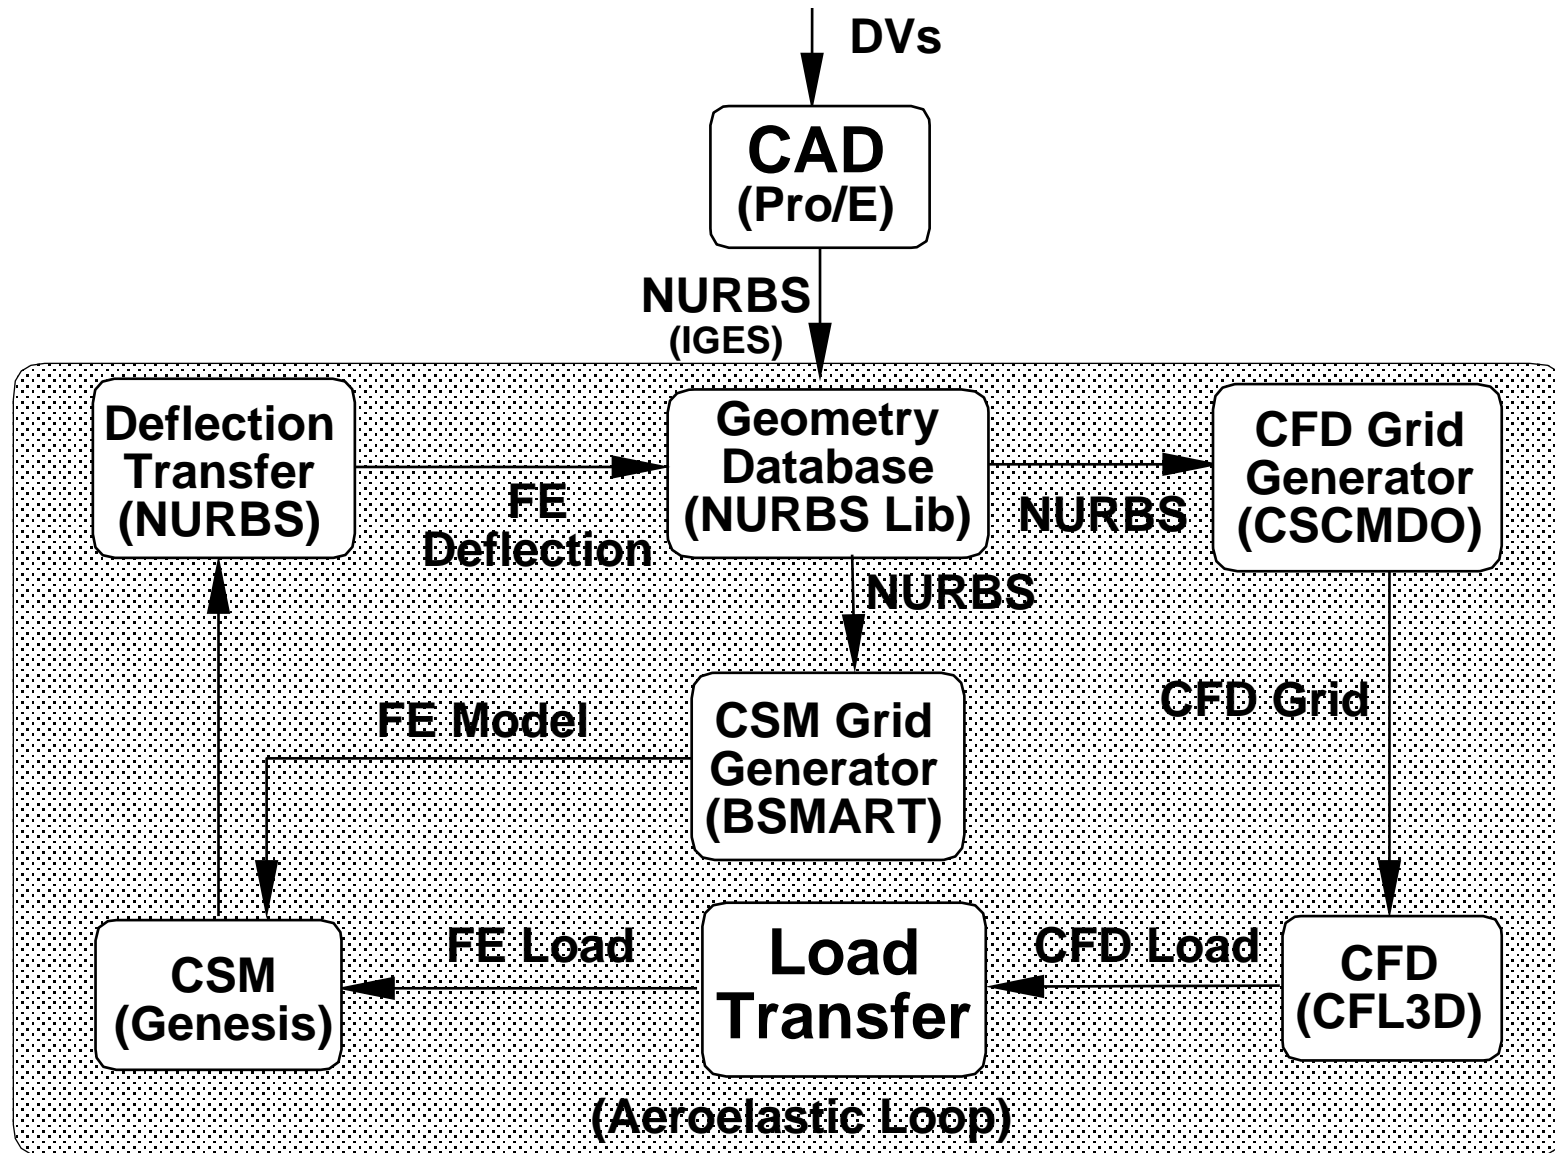 DVs
CAD
(Pro/E)
NURBS
(IGES)
Deflection
Transfer
(NURBS)
FE
Deflection
Geometry
Database
(NURBS Lib)
NURBS
CFD Grid
Generator
(CSCMDO)
NURBS
CFD Grid
FE Model
CSM Grid
Generator
(BSMART)
CSM
(Genesis)
FE Load
Load
Transfer
CFD Load
CFD
(CFL3D)
(Aeroelastic Loop)